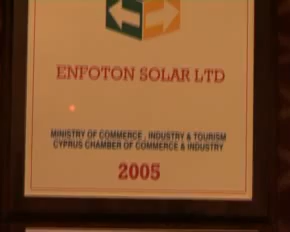 ENFOTON SOLAR LTD
MINISTRY OF COMMERCE, INDUSTRY & TOURISM
CYPRUS CHAMBER OF COMMERCE & INDUSTRY
2005